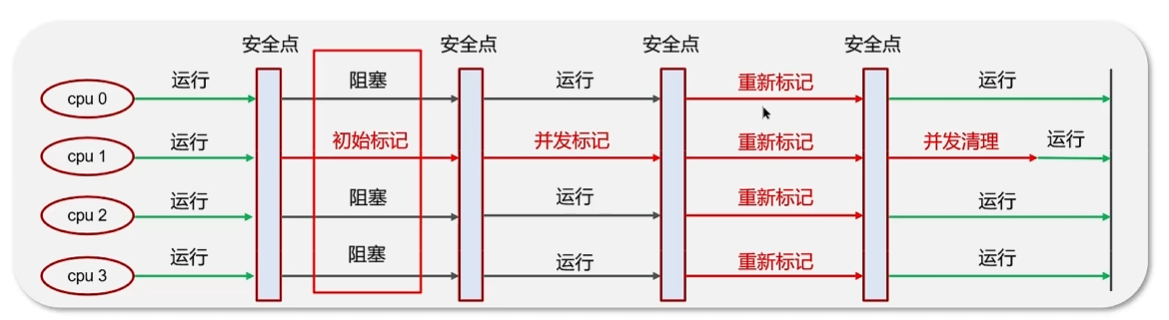 安全点 安全点 安全点 安全点
cpu 0 运行 阻塞 运行 重新标记 运行
cpu 1 运行 初始标记 并发标记 重新标记 并发清理 运行
cpu 2 运行 阻塞 运行 重新标记 运行
cpu 3 运行 阻塞 运行 重新标记 运行